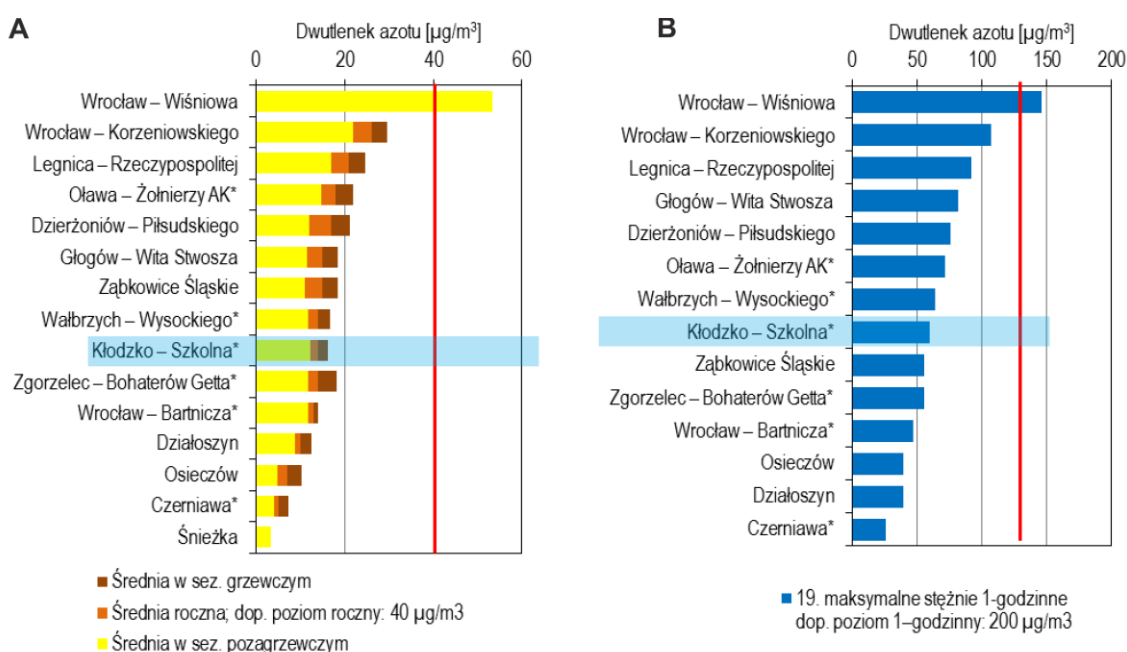 A
Dwutlenek azotu [µg/m³]
0 20 40 60
Wrocław – Wiśniowa
Wrocław – Korzeniowskiego
Legnica – Rzeczypospolitej
Oława – Żołnierzy AK*
Dzierżoniów – Piłsudskiego
Głogów – Wita Stwosza
Ząbkowice Śląskie
Wałbrzych – Wysockiego*
Kłodzko – Szkolna*
Zgorzelec – Bohaterów Getta*
Wrocław – Bartnicza*
Działoszyn
Osieczów
Czerniawa*
Śnieżka
Średnia w sez. grzewczym
Średnia roczna; dop. poziom roczny: 40 µg/m3
Średnia w sez. pozagrzewczym
B
Dwutlenek azotu [µg/m³]
0 50 100 150 200
Wrocław – Wiśniowa
Wrocław – Korzeniowskiego
Legnica – Rzeczypospolitej
Głogów – Wita Stwosza
Dzierżoniów – Piłsudskiego
Oława – Żołnierzy AK*
Wałbrzych – Wysockiego*
Kłodzko – Szkolna*
Ząbkowice Śląskie
Zgorzelec – Bohaterów Getta*
Wrocław – Bartnicza*
Osieczów
Działoszyn
Czerniawa*
19. maksymalne stężnie 1-godzinne
dop. poziom 1–godzinny: 200 µg/m3